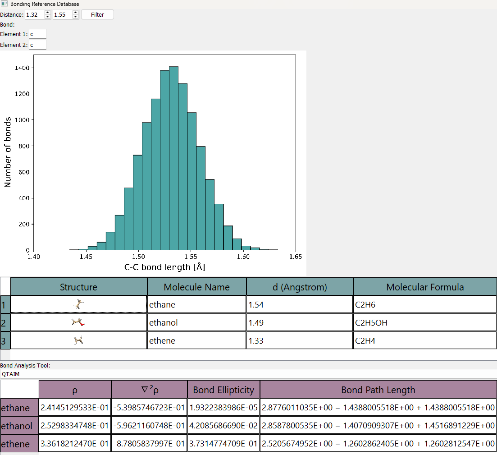 Bonding Reference Database
Distance: 1.32 1.55 Filter
Bond:
Element 1: c
Element 2: c
1400
1200
1000
800
600
400
200
0
Number of bonds
1.40 1.45 1.50 1.55 1.60 1.65
C-C bond length [Å]
Structure Molecule Name d (Angstrom) Molecular Formula
1 ethane 1.54 C2H6
2 ethanol 1.49 C2H5OH
3 ethene 1.33 C2H4
Bond Analysis Tool:
QTAIM
ρ ∇²ρ Bond Ellipticity Bond Path Length
ethane 2.4145129533E-01 -5.3985746723E-01 1.9322383986E-05 2.8776011035E+00 − 1.4388005518E+00 + 1.4388005518E+00
ethanol 2.5298334748E-01 -5.9621160748E-01 4.2085686690E-02 2.8587800535E+00 − 1.4070909307E+00 + 1.4516891229E+00
ethene 3.3618212470E-01 8.7805837997E-01 3.7314774709E-01 2.5205674952E+00 − 1.2602862405E+00 + 1.2602812547E+00